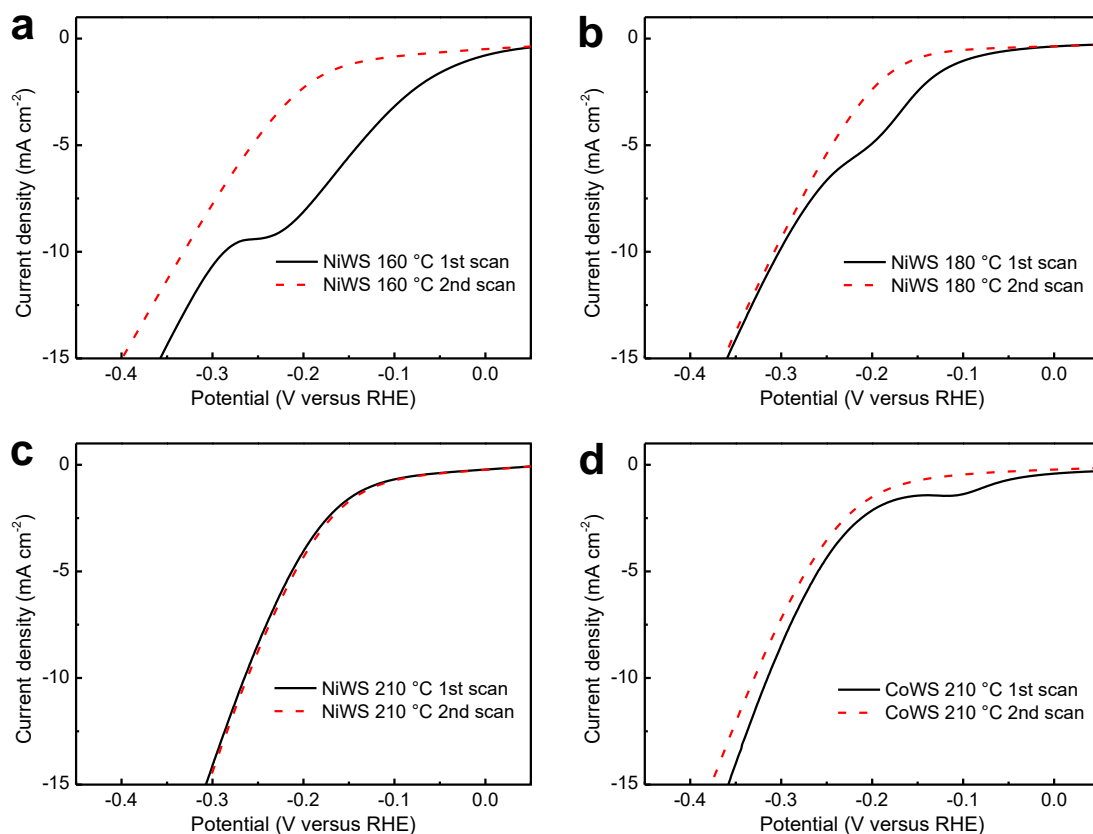 a
0
-5
-10
-15
Current density (mA cm⁻²)
NiWS 160 °C 1st scan
NiWS 160 °C 2nd scan
-0.4 -0.3 -0.2 -0.1 0.0
Potential (V versus RHE)
b
0
-5
-10
-15
Current density (mA cm⁻²)
NiWS 180 °C 1st scan
NiWS 180 °C 2nd scan
-0.4 -0.3 -0.2 -0.1 0.0
Potential (V versus RHE)
c
0
-5
-10
-15
Current density (mA cm⁻²)
NiWS 210 °C 1st scan
NiWS 210 °C 2nd scan
-0.4 -0.3 -0.2 -0.1 0.0
Potential (V versus RHE)
d
0
-5
-10
-15
Current density (mA cm⁻²)
CoWS 210 °C 1st scan
CoWS 210 °C 2nd scan
-0.4 -0.3 -0.2 -0.1 0.0
Potential (V versus RHE)